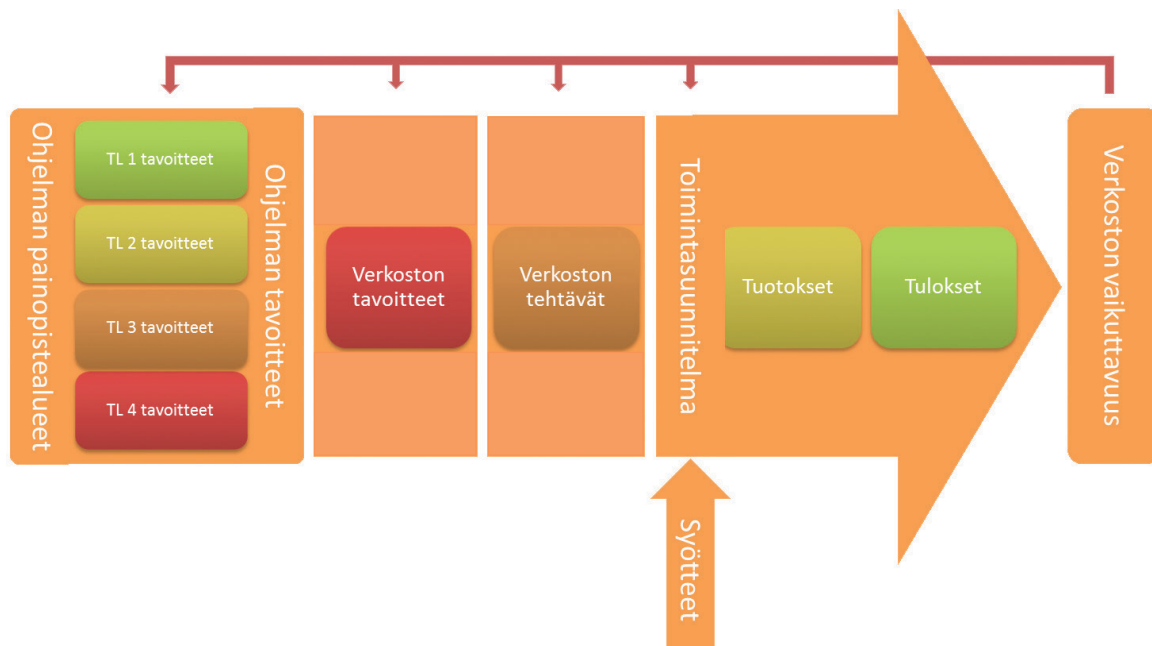 Ohjelman painopistealueet
TL 1 tavoitteet
TL 2 tavoitteet
TL 3 tavoitteet
TL 4 tavoitteet
Ohjelman tavoitteet
Verkoston
tavoitteet
Verkoston
tehtävät
Toimintasuunnitelma
Tuotokset
Tulokset
Verkoston vaikuttavuus
Syötteet